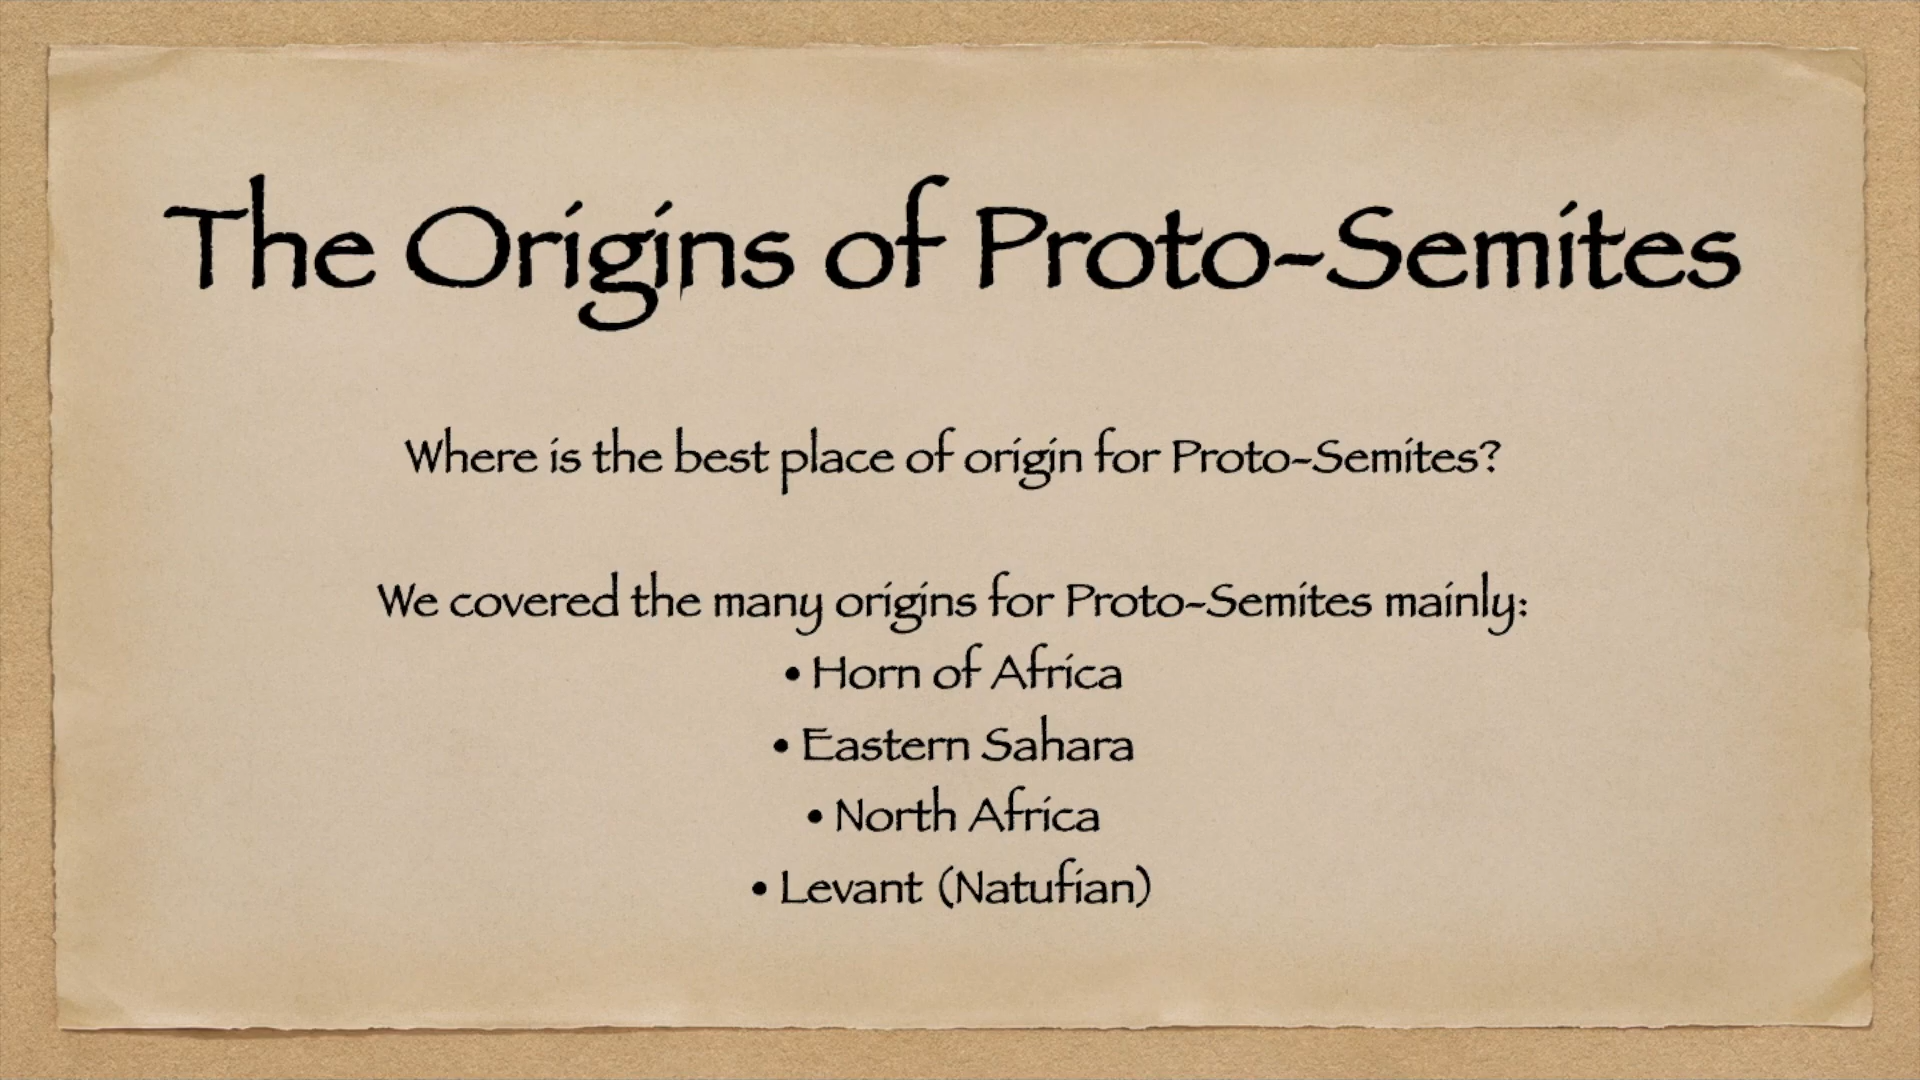 The Origins of Proto-Semites
Where is the best place of origin for Proto-Semites?
We covered the many origins for Proto-Semites mainly:
• Horn of Africa
• Eastern Sahara
• North Africa
• Levant (Natufian)